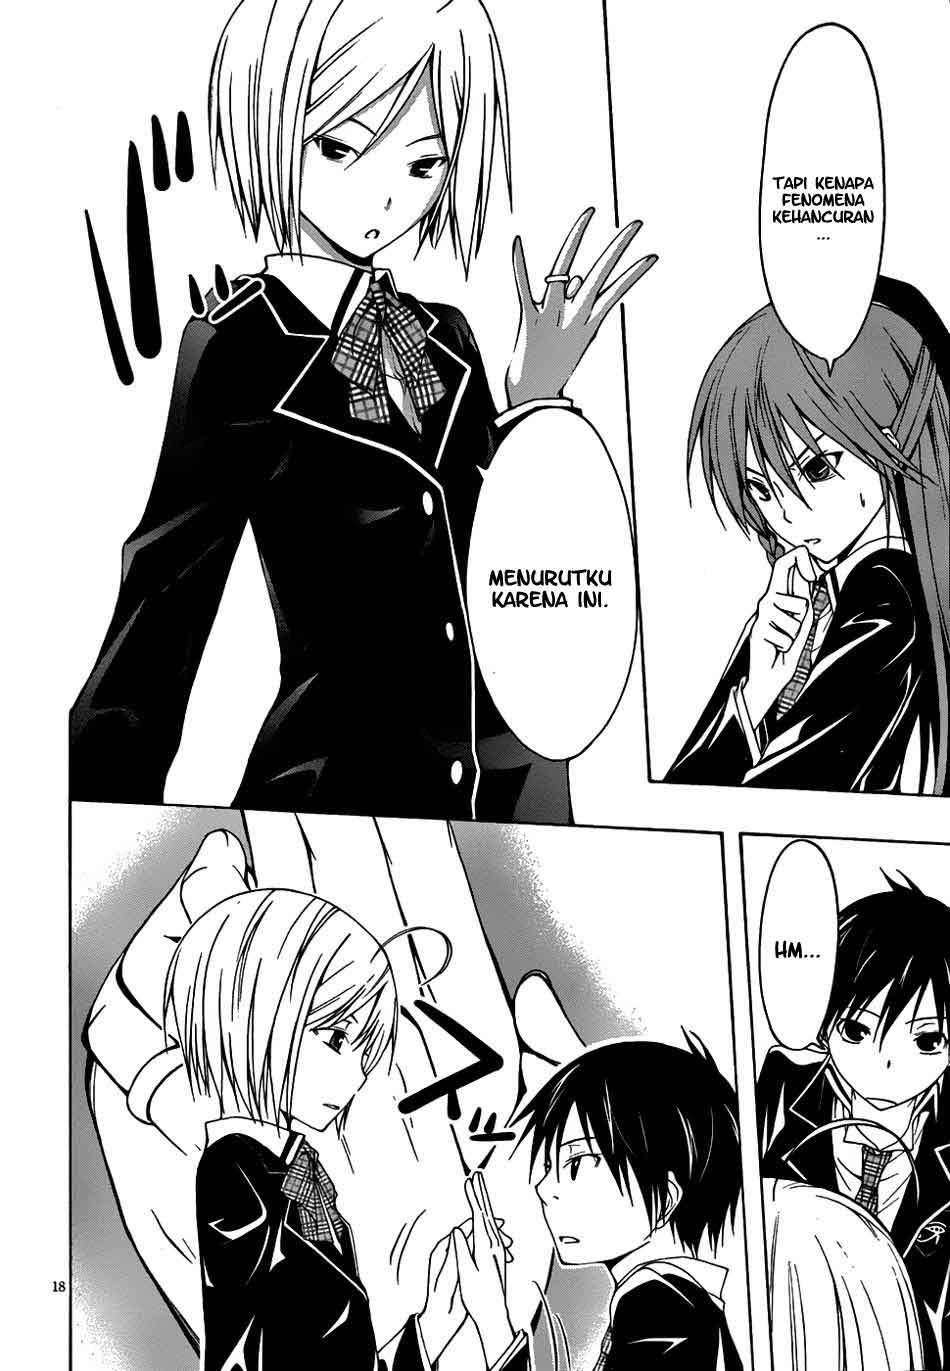 TAPI KENAPA
FENOMENA
KEHANCURAN
...
MENURUTKU
KARENA INI.
HM...
18